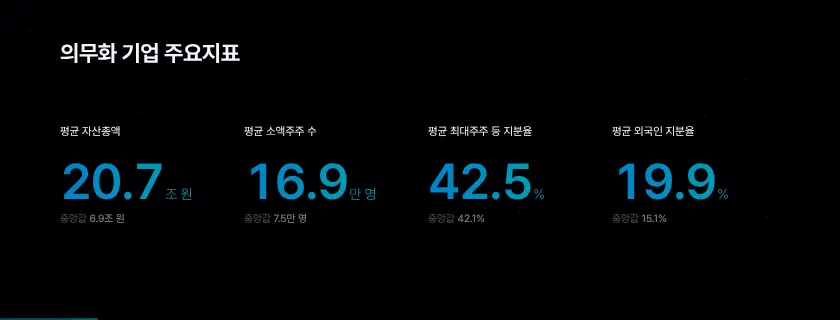 의무화 기업 주요지표
평균 자산총액
20.7조 원
중앙값 6.9조 원
평균 소액주주 수
16.9만 명
중앙값 7.5만 명
평균 최대주주 등 지분율
42.5%
중앙값 42.1%
평균 외국인 지분율
19.9%
중앙값 15.1%